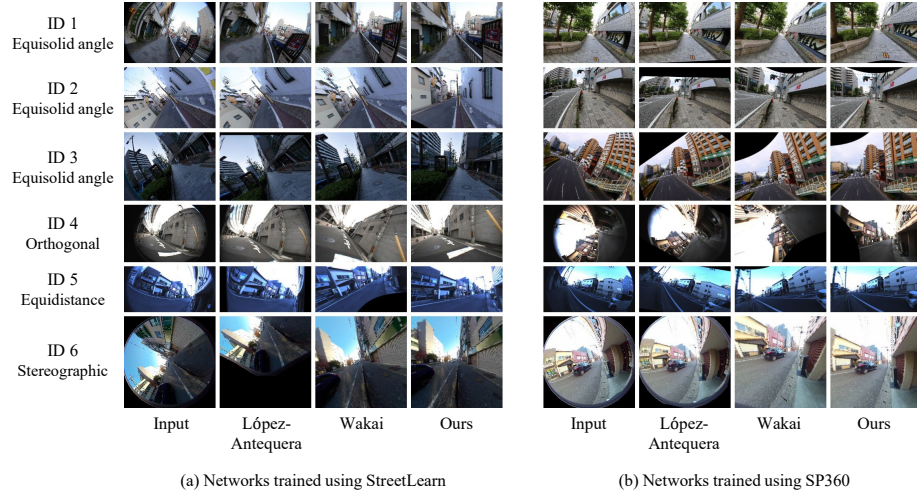 ID 1
Equisolid angle
ID 2
Equisolid angle
ID 3
Equisolid angle
ID 4
Orthogonal
ID 5
Equidistance
ID 6
Stereographic
Input
López-
Antequera
Wakai
Ours
Input
López-
Antequera
Wakai
Ours
(a) Networks trained using StreetLearn
(b) Networks trained using SP360